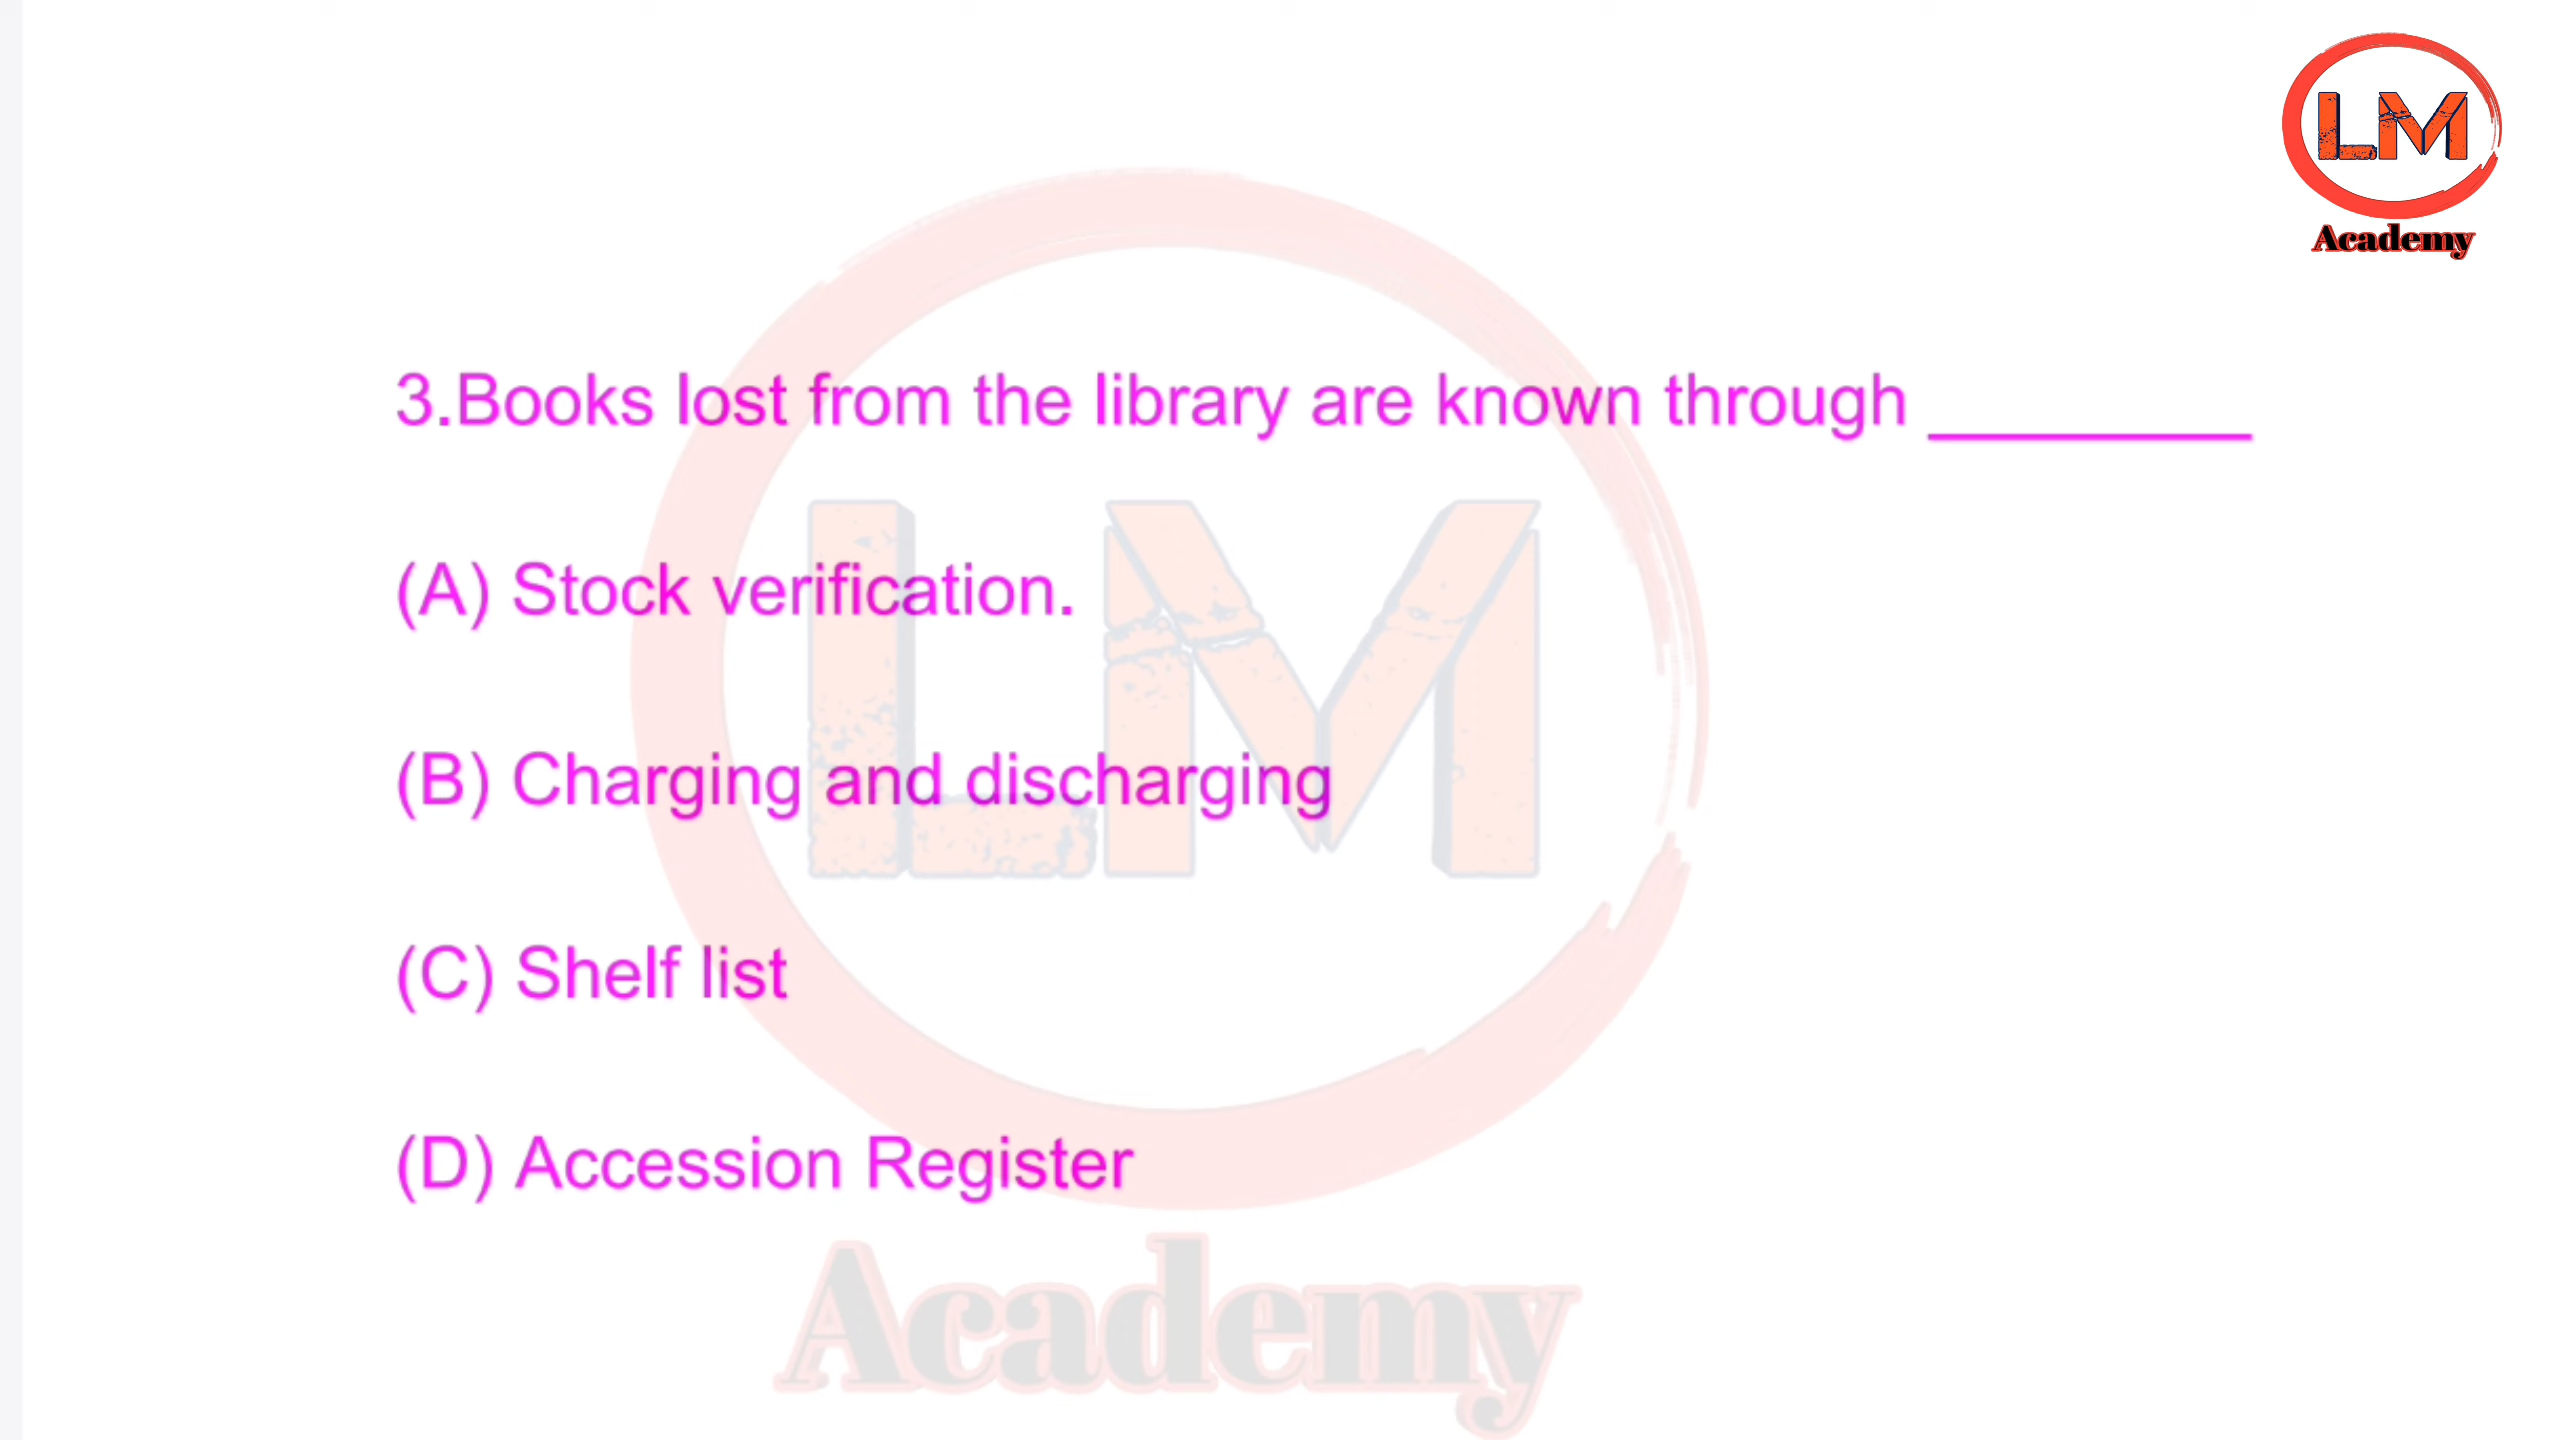 LM
Academy
3.Books lost from the library are known through _________
(A) Stock verification.
(B) Charging and discharging
(C) Shelf list
(D) Accession Register
LM
Academy